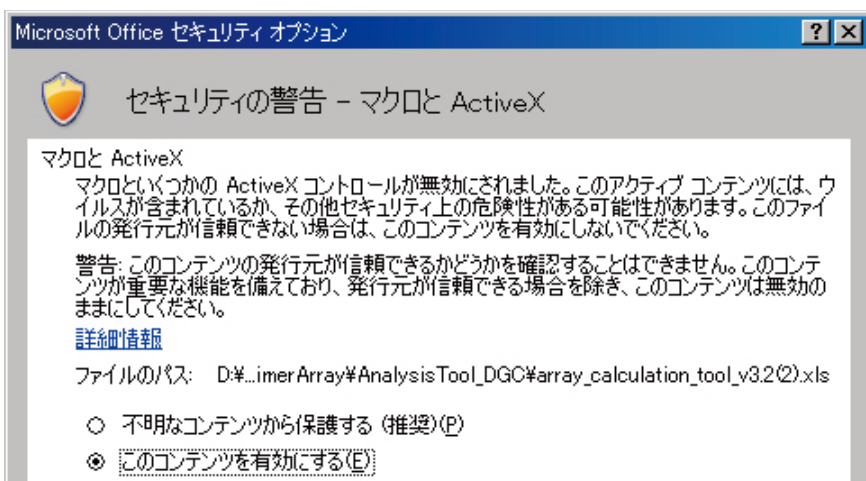 Microsoft Office セキュリティ オプション
セキュリティの警告 - マクロと ActiveX
マクロと ActiveX
マクロといくつかの ActiveX コントロールが無効にされました。このアクティブ コンテンツには、ウ
イルスが含まれているか、その他セキュリティ上の危険性がある可能性があります。このファイ
ルの発行元が信頼できない場合は、このコンテンツを有効にしないでください。
警告: このコンテンツの発行元が信頼できるかどうかを確認することはできません。このコンテ
ンツが重要な機能を備えており、発行元が信頼できる場合を除き、このコンテンツは無効の
ままにしてください。
詳細情報
ファイルのパス: D:¥...imerArray¥AnalysisTool_DGC¥array_calculation_tool_v3.2(2).xls
不明なコンテンツから保護する (推奨)(P)
このコンテンツを有効にする(E)